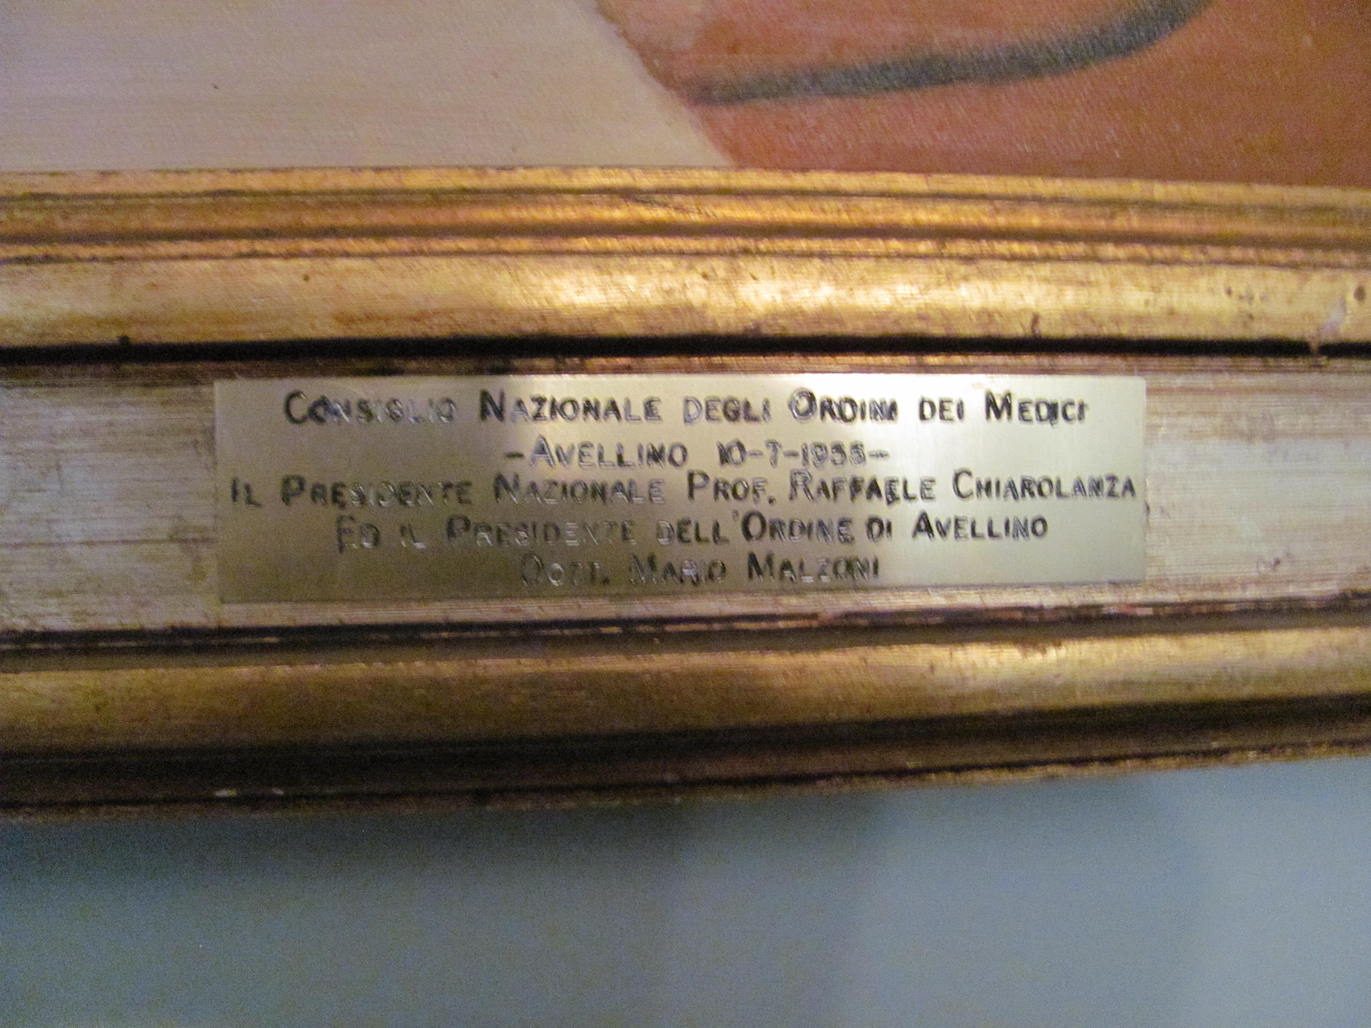 Consiglio Nazionale degli Ordini dei Medici
-Avellino 10-7-1955-
Il Presidente Nazionale Prof. Raffaele Chiarolanza
Ed il Presidente dell'Ordine di Avellino
Dott. Mario Malzoni